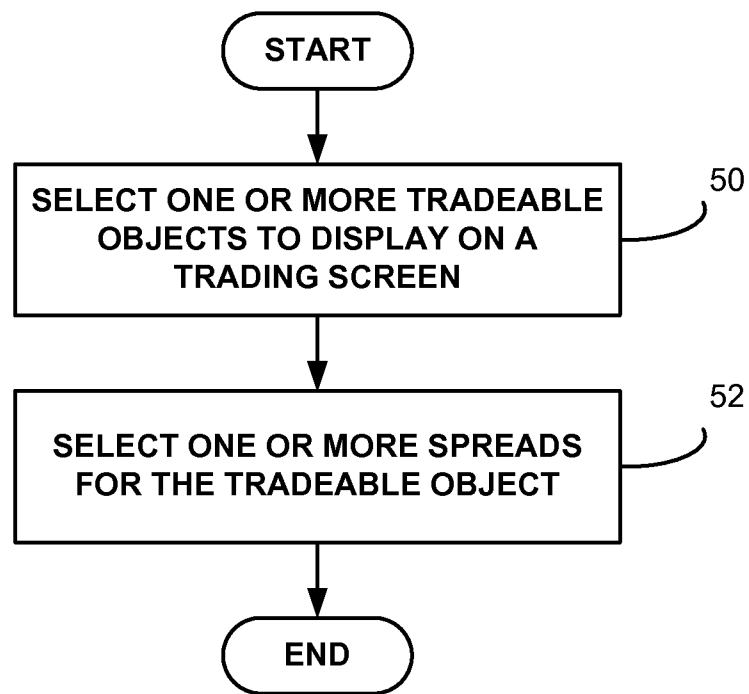 START
SELECT ONE OR MORE TRADEABLE
OBJECTS TO DISPLAY ON A
TRADING SCREEN
50
SELECT ONE OR MORE SPREADS
FOR THE TRADEABLE OBJECT
52
END